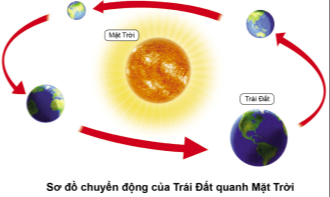 Mặt Trời
Trái Đất
Sơ đồ chuyển động của Trái Đất quanh Mặt Trời